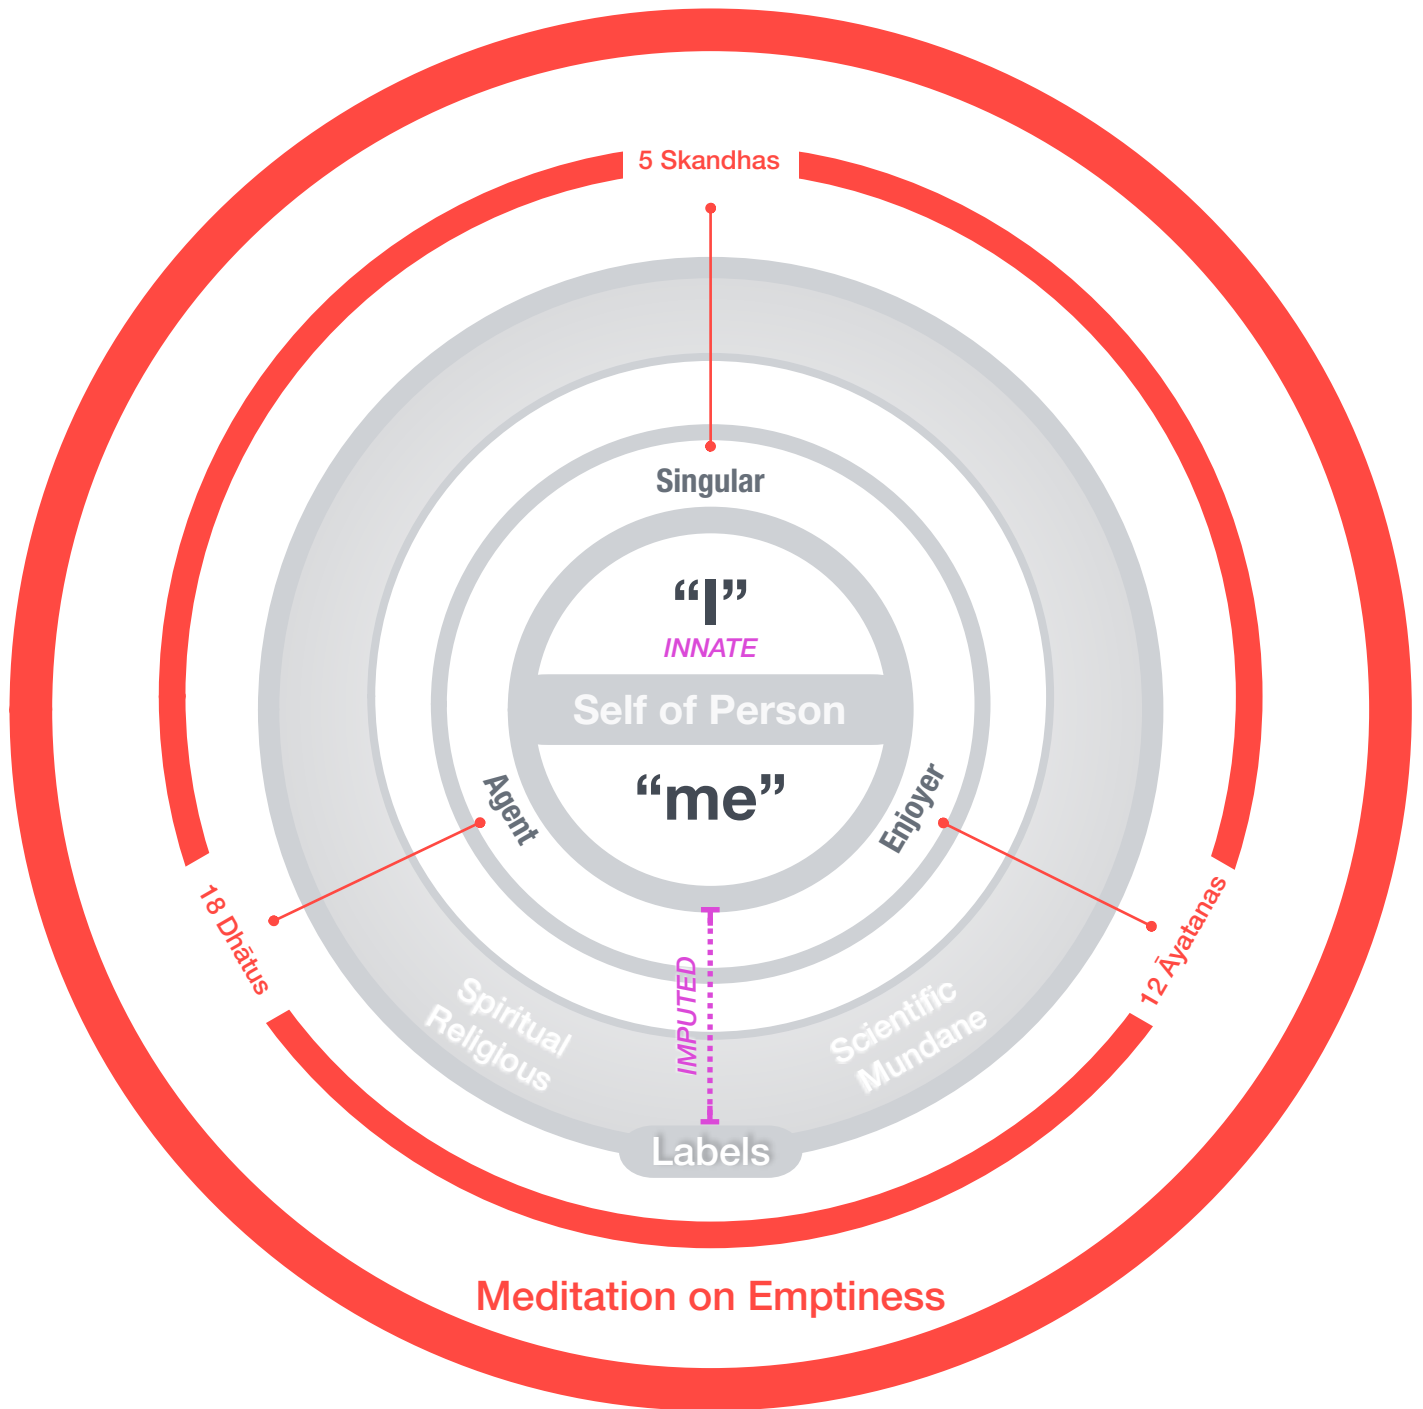 5 Skandhas
Singular
“I”
INNATE
Self of Person
“me”
Agent
Enjoyer
18 Dhātus
12 Āyatanas
IMPUTED
Spiritual
Religious
Scientific
Mundane
Labels
Meditation on Emptiness